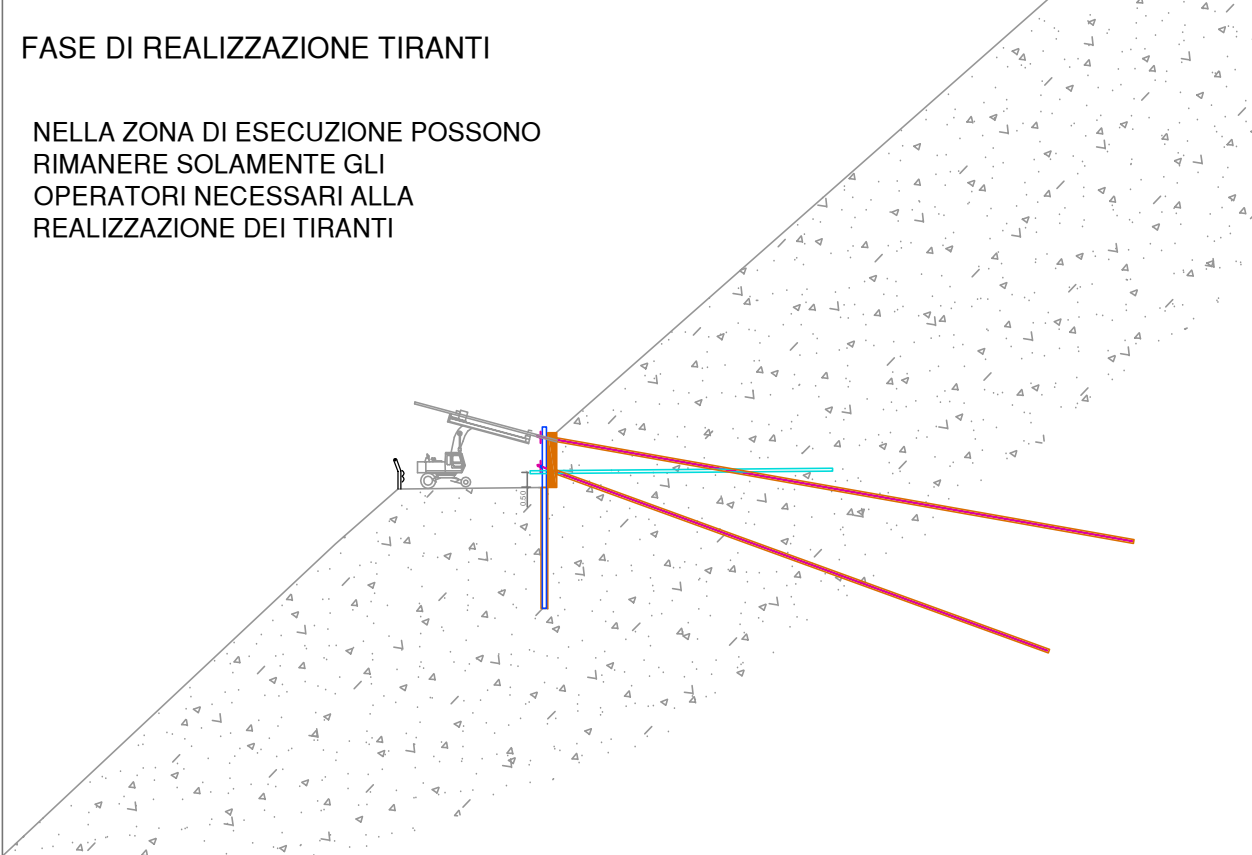 FASE DI REALIZZAZIONE TIRANTI
NELLA ZONA DI ESECUZIONE POSSONO
RIMANERE SOLAMENTE GLI
OPERATORI NECESSARI ALLA
REALIZZAZIONE DEI TIRANTI
0.50